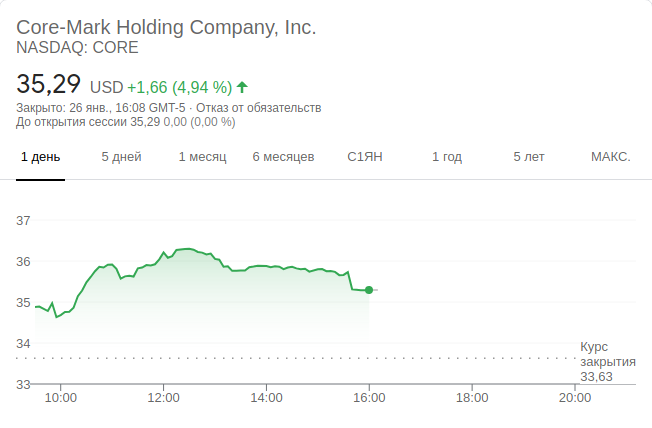 Core-Mark Holding Company, Inc.
NASDAQ: CORE
35,29 USD +1,66 (4,94 %)
Закрыто: 26 янв., 16:08 GMT-5 · Отказ от обязательств
До открытия сессии 35,29 0,00 (0,00 %)
1 день 5 дней 1 месяц 6 месяцев С1ЯН 1 год 5 лет МАКС.
37
36
35
34
Курс
закрытия
33,63
33
10:00 12:00 14:00 16:00 18:00 20:00